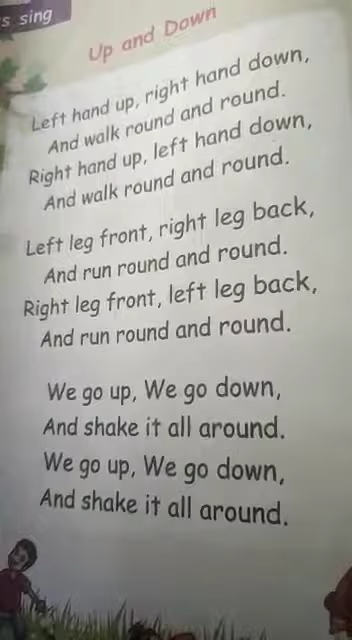 s sing
Up and Down
Left hand up, right hand down,
And walk round and round.
Right hand up, left hand down,
And walk round and round.
Left leg front, right leg back,
And run round and round.
Right leg front, left leg back,
And run round and round.
We go up, We go down,
And shake it all around.
We go up, We go down,
And shake it all around.